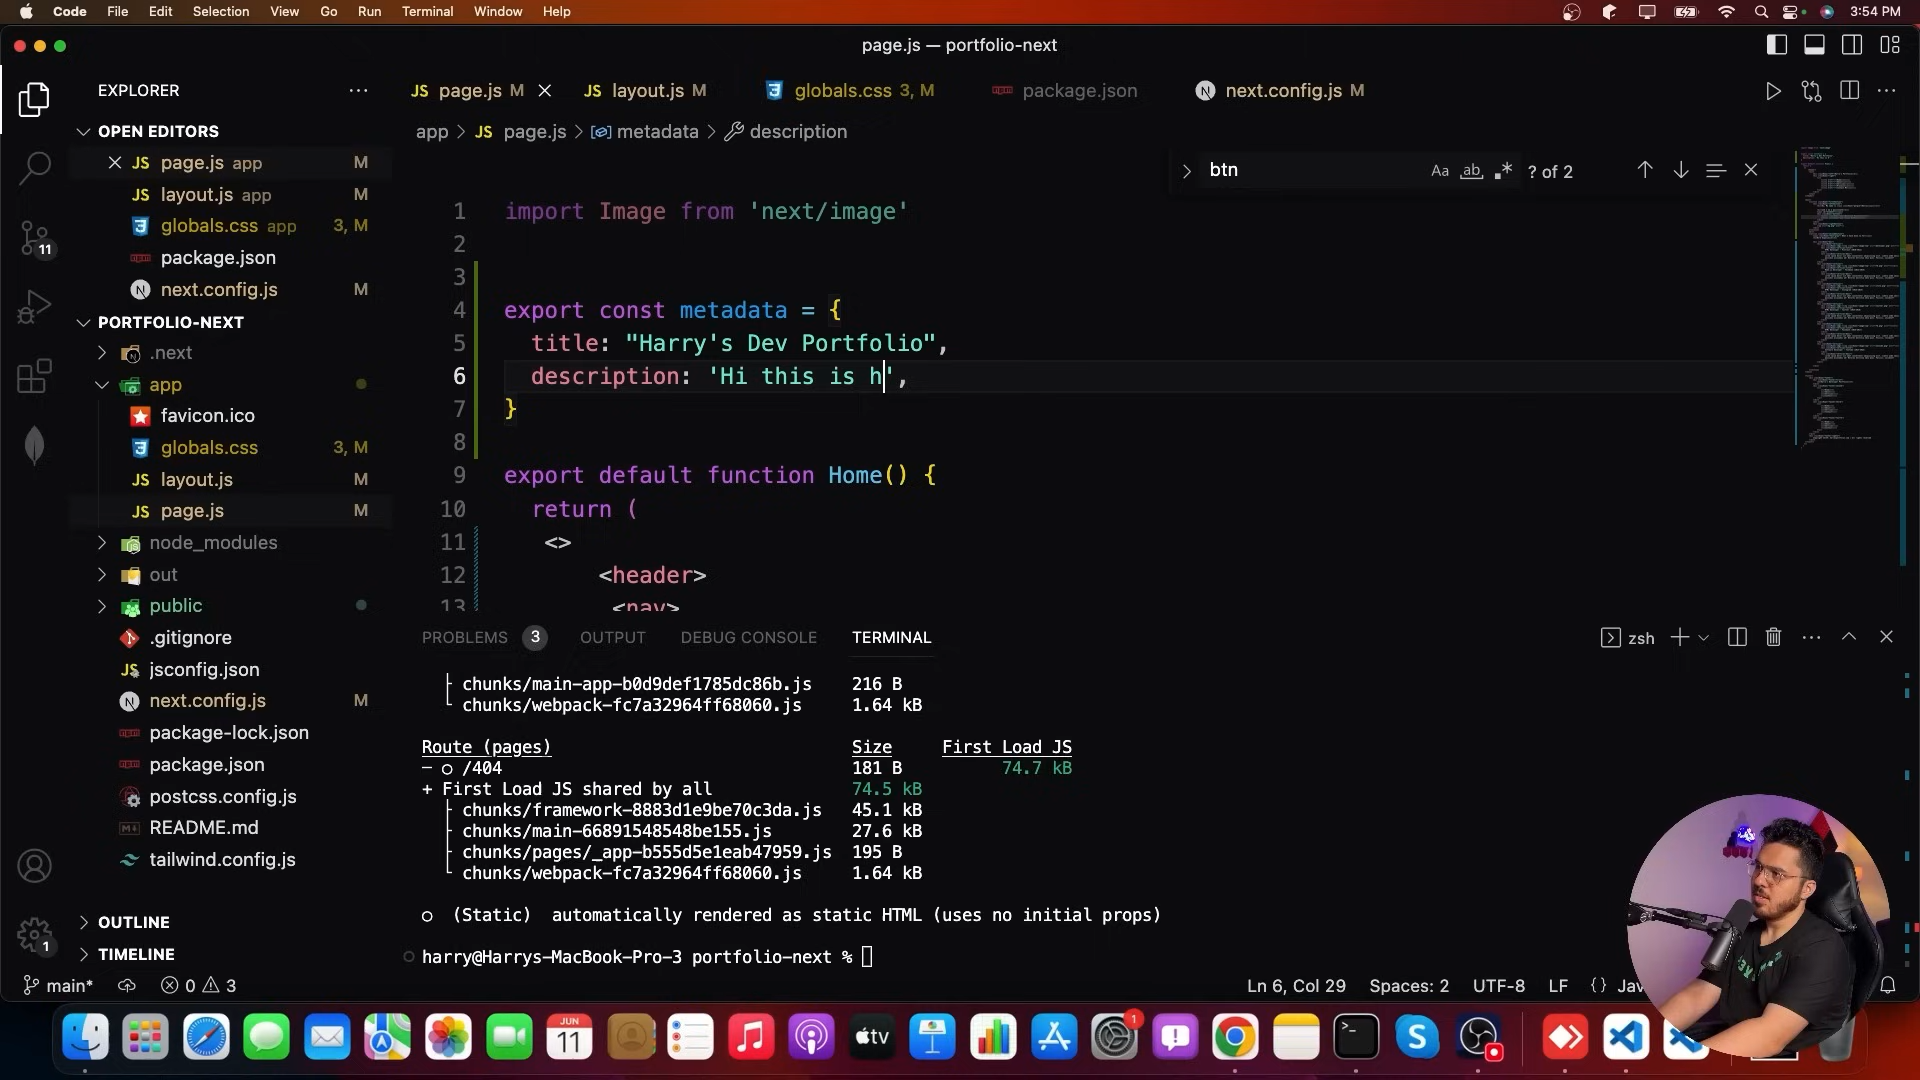 Code File Edit Selection View Go Run Terminal Window Help 3:54 PM
page.js — portfolio-next
EXPLORER
OPEN EDITORS
page.js app M
layout.js app M
globals.css app 3, M
package.json
next.config.js M
PORTFOLIO-NEXT
.next
app
favicon.ico
globals.css 3, M
layout.js M
page.js M
node_modules
out
public
.gitignore
jsconfig.json
next.config.js M
package-lock.json
package.json
postcss.config.js
README.md
tailwind.config.js
OUTLINE
TIMELINE
11
1
page.js M layout.js M globals.css 3, M package.json next.config.js M
app > page.js > metadata > description
btn Aa ab ? of 2
1 import Image from 'next/image'
2
3
4 export const metadata = {
5 title: "Harry's Dev Portfolio",
6 description: 'Hi this is h',
7 }
8
9 export default function Home() {
10 return (
11 <>
12 <header>
13 <nav>
PROBLEMS 3 OUTPUT DEBUG CONSOLE TERMINAL zsh
├ chunks/main-app-b0d9def1785dc86b.js 216 B
└ chunks/webpack-fc7a32964ff68060.js 1.64 kB
Route (pages) Size First Load JS
─ ○ /404 181 B 74.7 kB
+ First Load JS shared by all 74.5 kB
├ chunks/framework-8883d1e9be70c3da.js 45.1 kB
├ chunks/main-66891548548be155.js 27.6 kB
├ chunks/pages/_app-b555d5e1eab47959.js 195 B
└ chunks/webpack-fc7a32964ff68060.js 1.64 kB
○ (Static) automatically rendered as static HTML (uses no initial props)
harry@Harrys-MacBook-Pro-3 portfolio-next %
main* 0 3 Ln 6, Col 29 Spaces: 2 UTF-8 LF {} Jav
JUN
11
tv
1